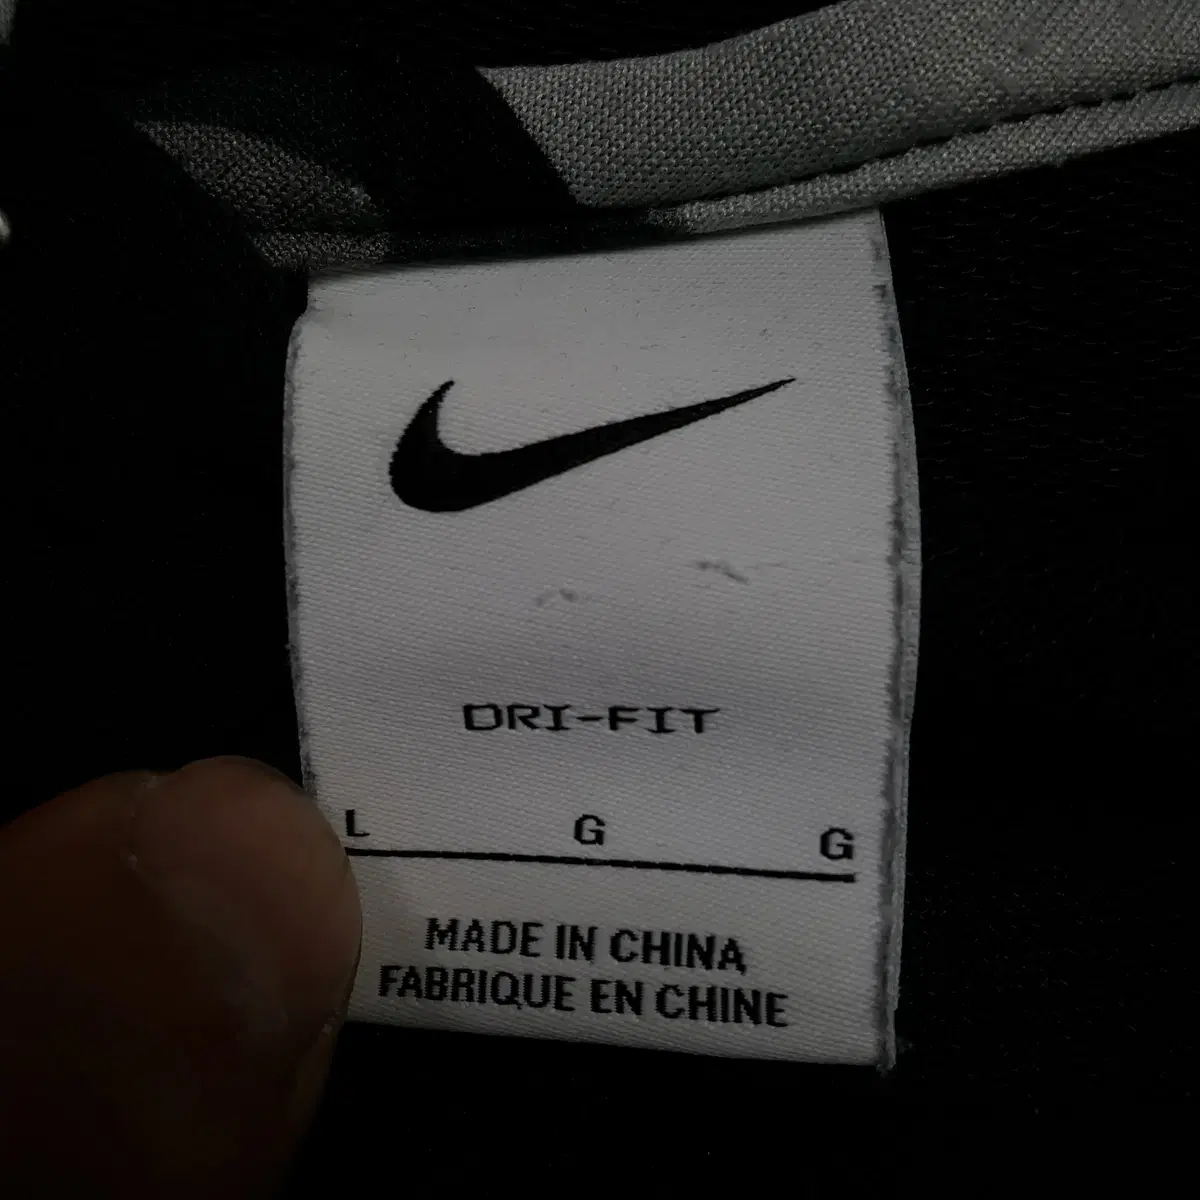 DRI-FIT
L G G
MADE IN CHINA
FABRIQUE EN CHINE